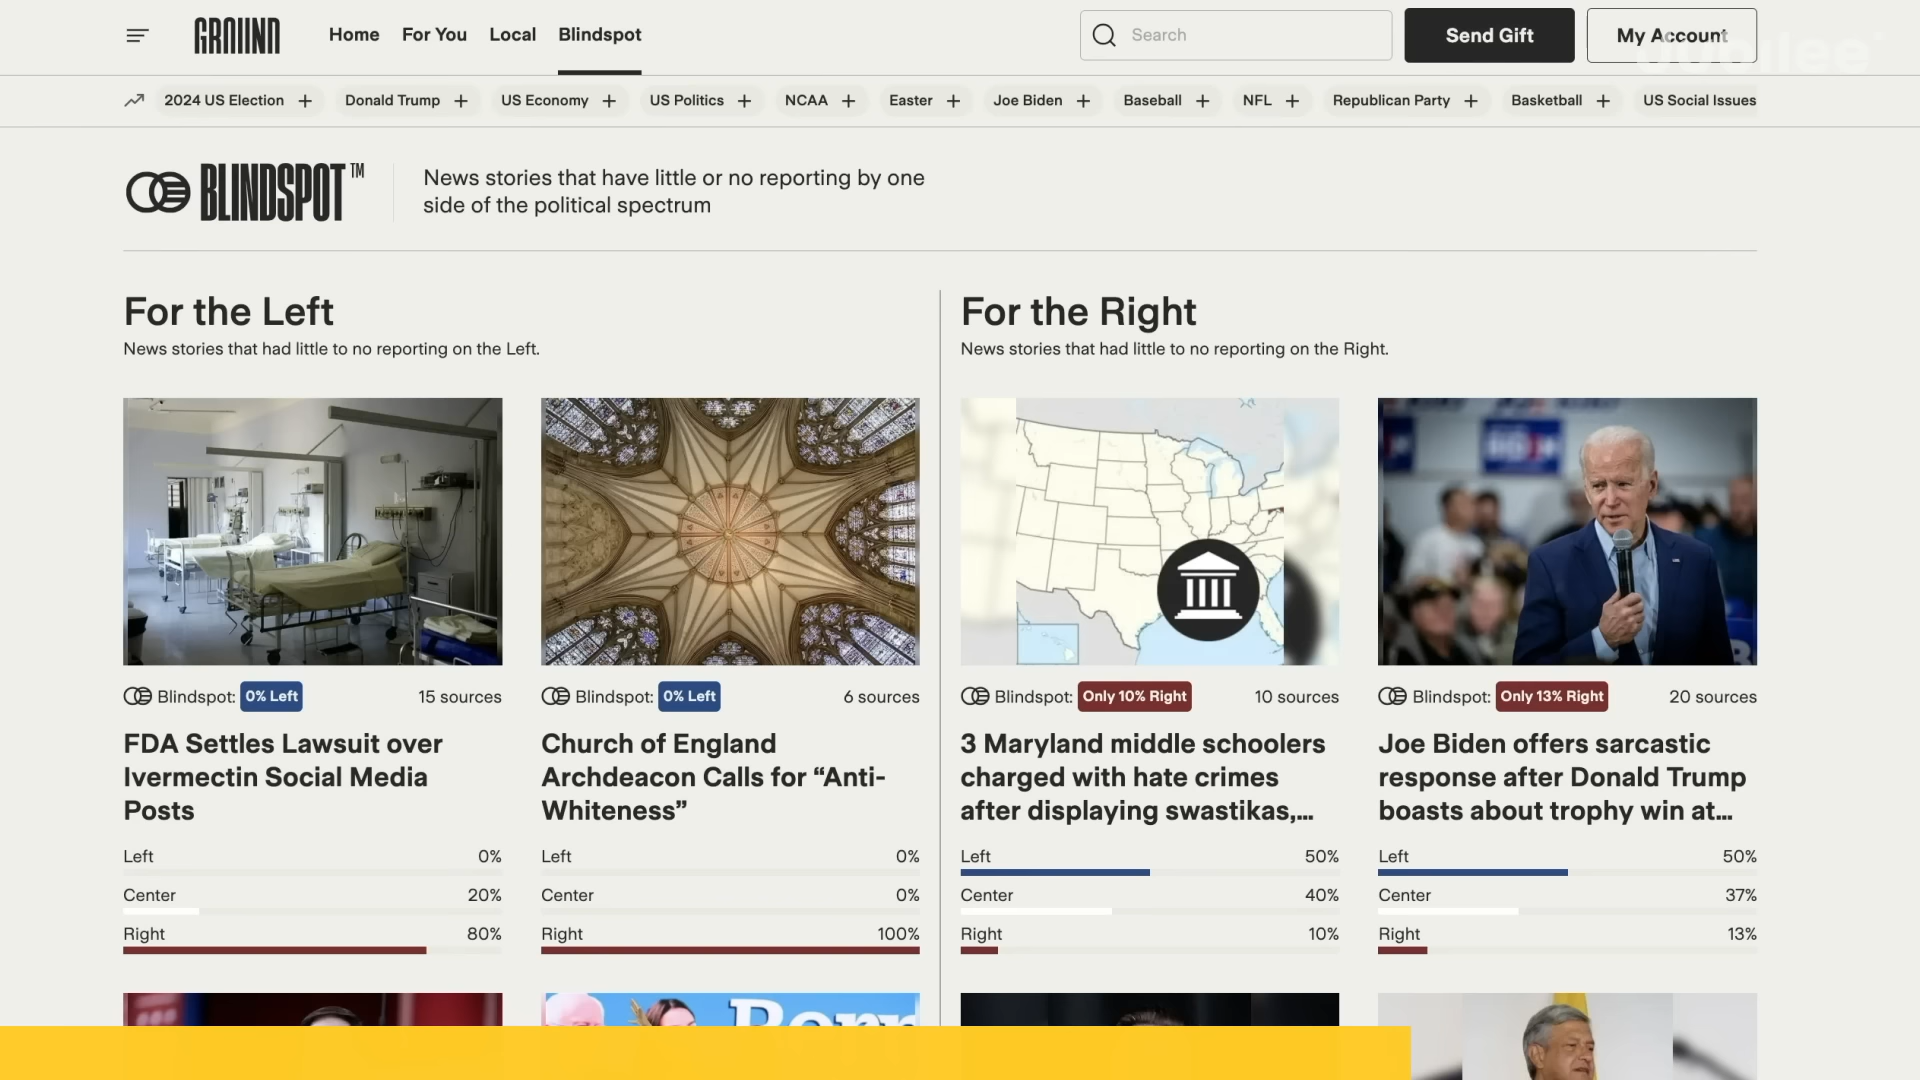 GROUND
Home For You Local Blindspot
Search
Send Gift
My Account
2024 US Election + Donald Trump + US Economy + US Politics + NCAA + Easter + Joe Biden + Baseball + NFL + Republican Party + Basketball + US Social Issues
BLINDSPOT™
News stories that have little or no reporting by one
side of the political spectrum
For the Left
News stories that had little to no reporting on the Left.
Blindspot: 0% Left 15 sources
FDA Settles Lawsuit over
Ivermectin Social Media
Posts
Left 0%
Center 20%
Right 80%
Blindspot: 0% Left 6 sources
Church of England
Archdeacon Calls for “Anti-
Whiteness”
Left 0%
Center 0%
Right 100%
For the Right
News stories that had little to no reporting on the Right.
Blindspot: Only 10% Right 10 sources
3 Maryland middle schoolers
charged with hate crimes
after displaying swastikas,...
Left 50%
Center 40%
Right 10%
Blindspot: Only 13% Right 20 sources
Joe Biden offers sarcastic
response after Donald Trump
boasts about trophy win at...
Left 50%
Center 37%
Right 13%